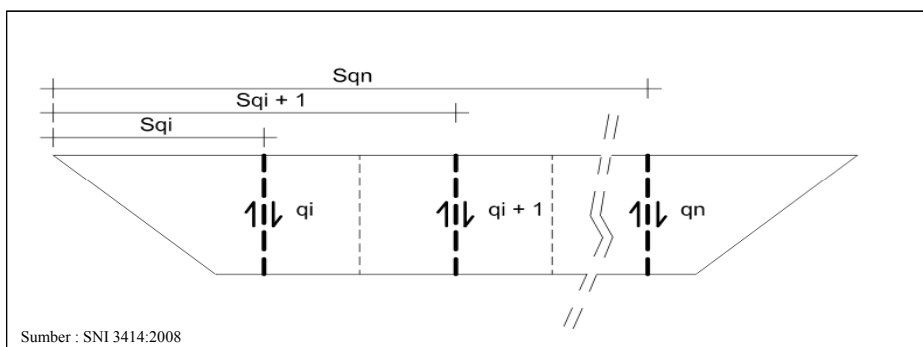 Sqn
Sqi + 1
Sqi
qi
qi + 1
qn
Sumber : SNI 3414:2008